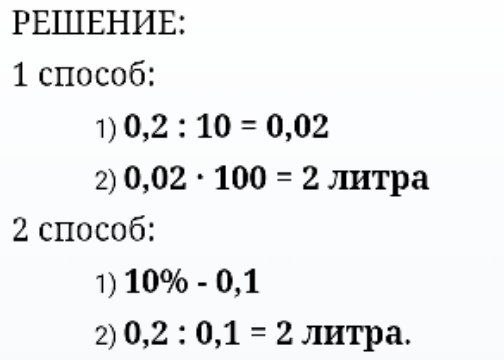 РЕШЕНИЕ:
1 способ:
1) 0,2 : 10 = 0,02
2) 0,02 · 100 = 2 литра
2 способ:
1) 10% - 0,1
2) 0,2 : 0,1 = 2 литра.